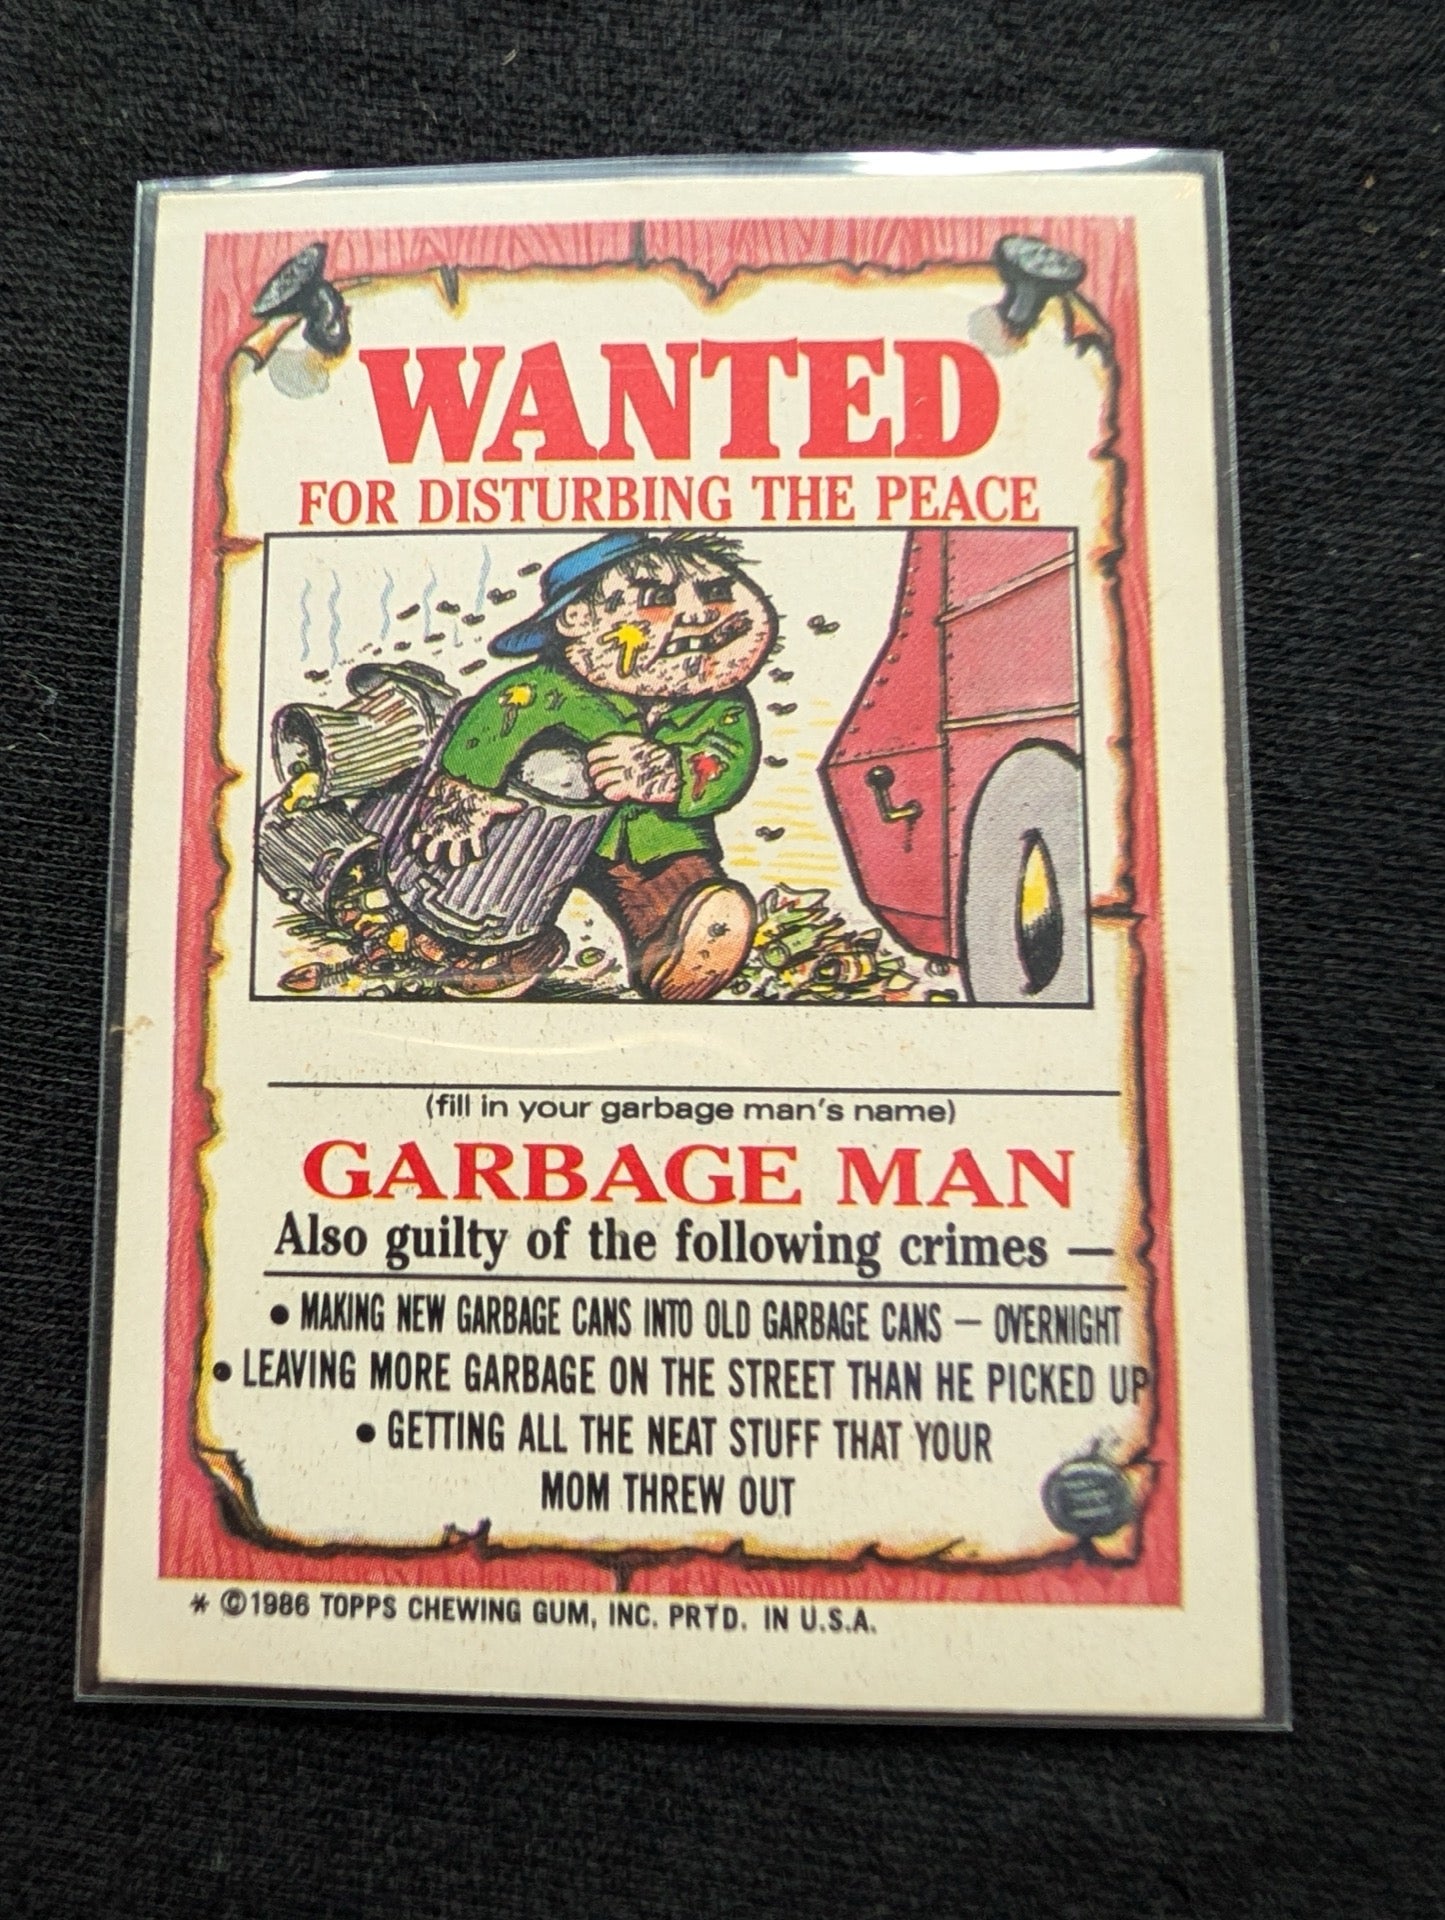 WANTED
FOR DISTURBING THE PEACE
(fill in your garbage man's name)
GARBAGE MAN
Also guilty of the following crimes —
• MAKING NEW GARBAGE CANS INTO OLD GARBAGE CANS — OVERNIGHT
• LEAVING MORE GARBAGE ON THE STREET THAN HE PICKED UP
• GETTING ALL THE NEAT STUFF THAT YOUR
MOM THREW OUT
* ©1986 TOPPS CHEWING GUM, INC. PRTD. IN U.S.A.